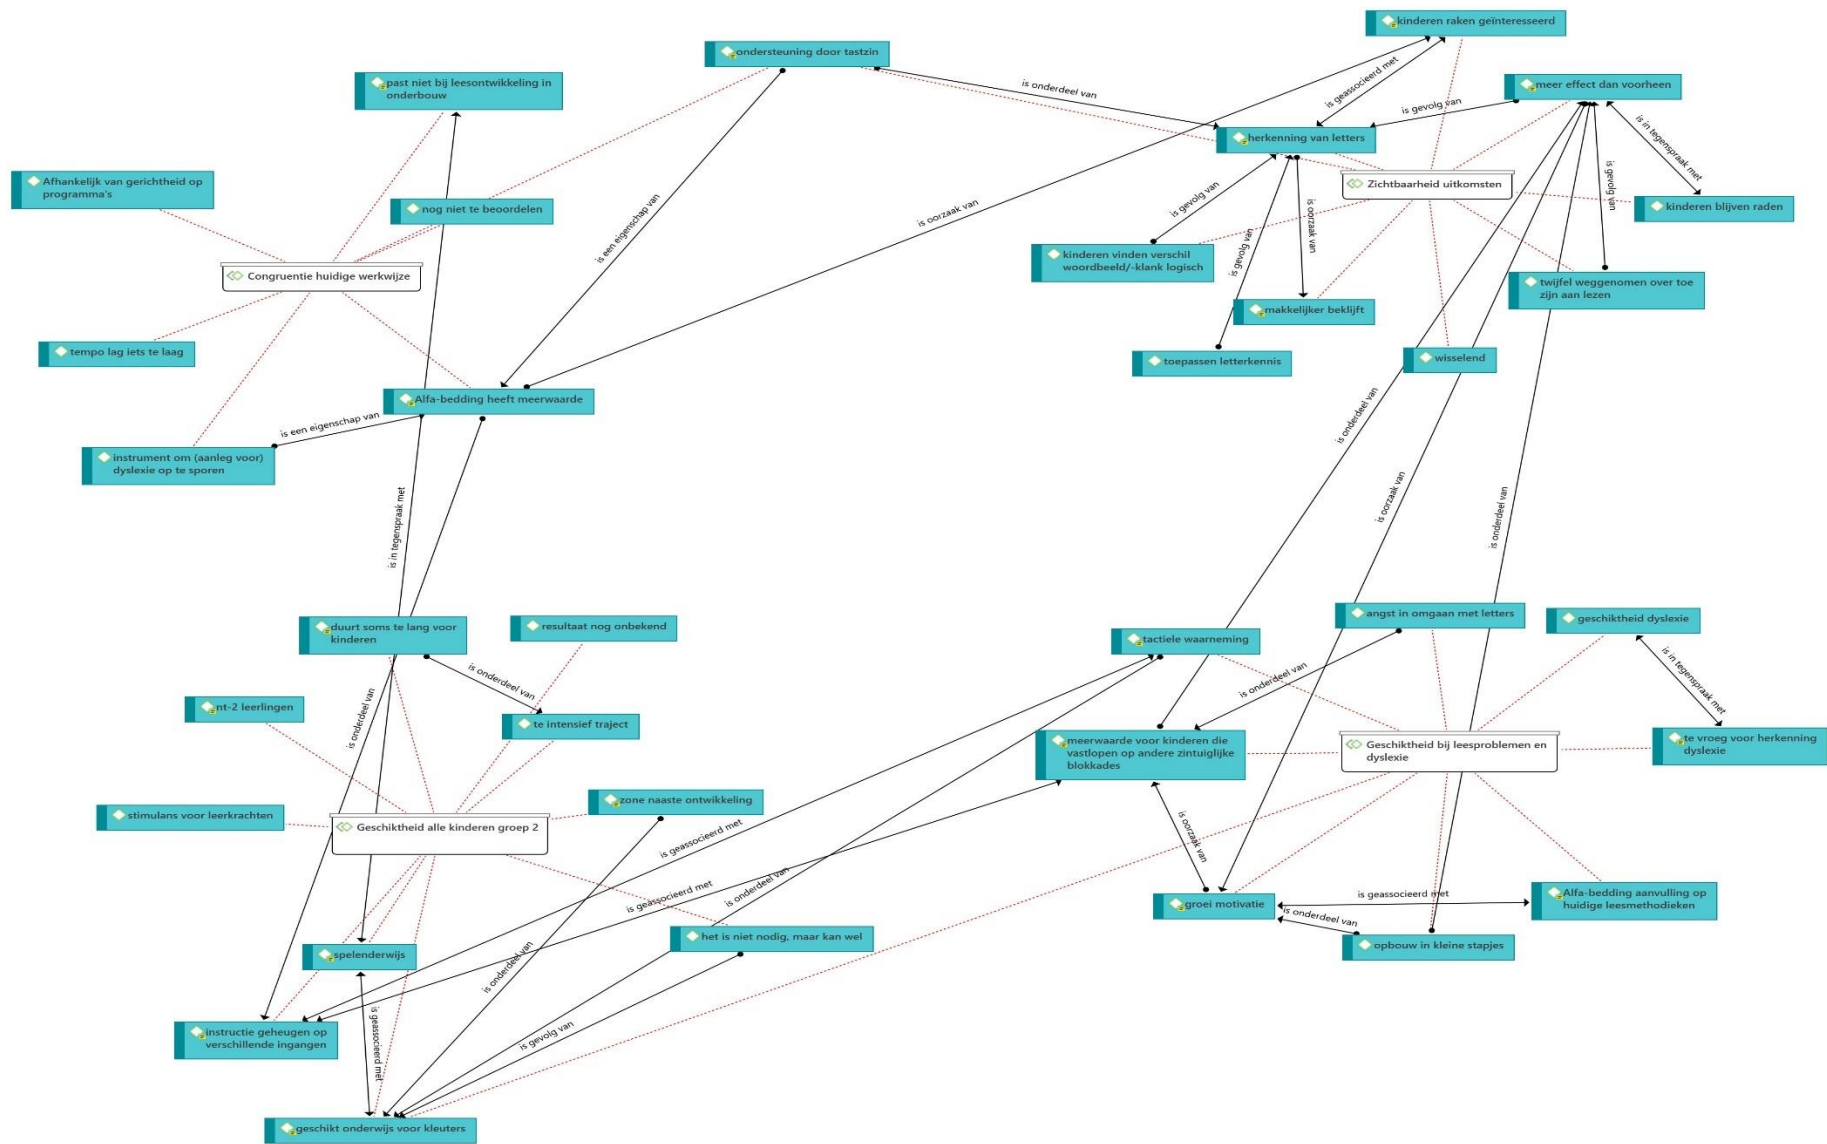 kinderen raken geïnteresseerd
ondersteuning door tastzin
past niet bij leesontwikkeling in
onderbouw
is onderdeel van
is geassocieerd met
meer effect dan voorheen
is gevolg van
herkenning van letters
is in tegenspraak met
Afhankelijk van gerichtheid op
programma's
nog niet te beoordelen
Zichtbaarheid uitkomsten
kinderen blijven raden
is gevolg van
is gevolg van
is oorzaak van
is oorzaak van
is een eigenschap van
is gevolg van
Congruentie huidige werkwijze
kinderen vinden verschil
woordbeeld/-klank logisch
twijfel weggenomen over toe
zijn aan lezen
makkelijker beklijft
tempo lag iets te laag
toepassen letterkennis
wisselend
Alfa-bedding heeft meerwaarde
is een eigenschap van
is onderdeel van
instrument om (aanleg voor)
dyslexie op te sporen
is oorzaak van
is onderdeel van
is in tegenspraak met
duurt soms te lang voor
kinderen
resultaat nog onbekend
tactiele waarneming
angst in omgaan met letters
geschiktheid dyslexie
is onderdeel van
is onderdeel van
is in tegenspraak met
nt-2 leerlingen
te intensief traject
is onderdeel van
meerwaarde voor kinderen die
vastlopen op andere zintuiglijke
blokkades
Geschiktheid bij leesproblemen en
dyslexie
te vroeg voor herkenning
dyslexie
stimulans voor leerkrachten
Geschiktheid alle kinderen groep 2
zone naaste ontwikkeling
is geassocieerd met
is oorzaak van
is geassocieerd met
is onderdeel van
groei motivatie
is geassocieerd met
Alfa-bedding aanvulling op
huidige leesmethodieken
is onderdeel van
opbouw in kleine stapjes
het is niet nodig, maar kan wel
spelenderwijs
is onderdeel van
instructie geheugen op
verschillende ingangen
is geassocieerd met
is gevolg van
geschikt onderwijs voor kleuters